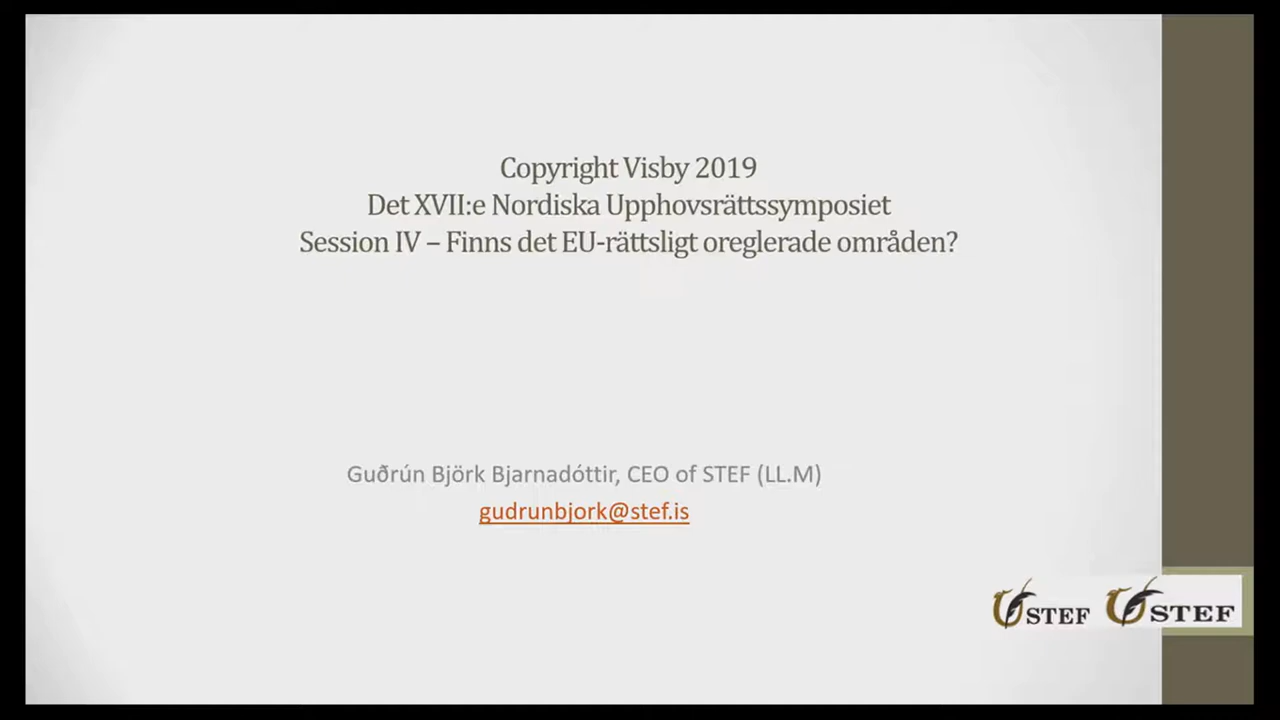 Copyright Visby 2019
Det XVII:e Nordiska Upphovsrättssymposiet
Session IV – Finns det EU-rättsligt oreglerade områden?
Guðrún Björk Bjarnadóttir, CEO of STEF (LL.M)
gudrunbjork@stef.is
STEF STEF